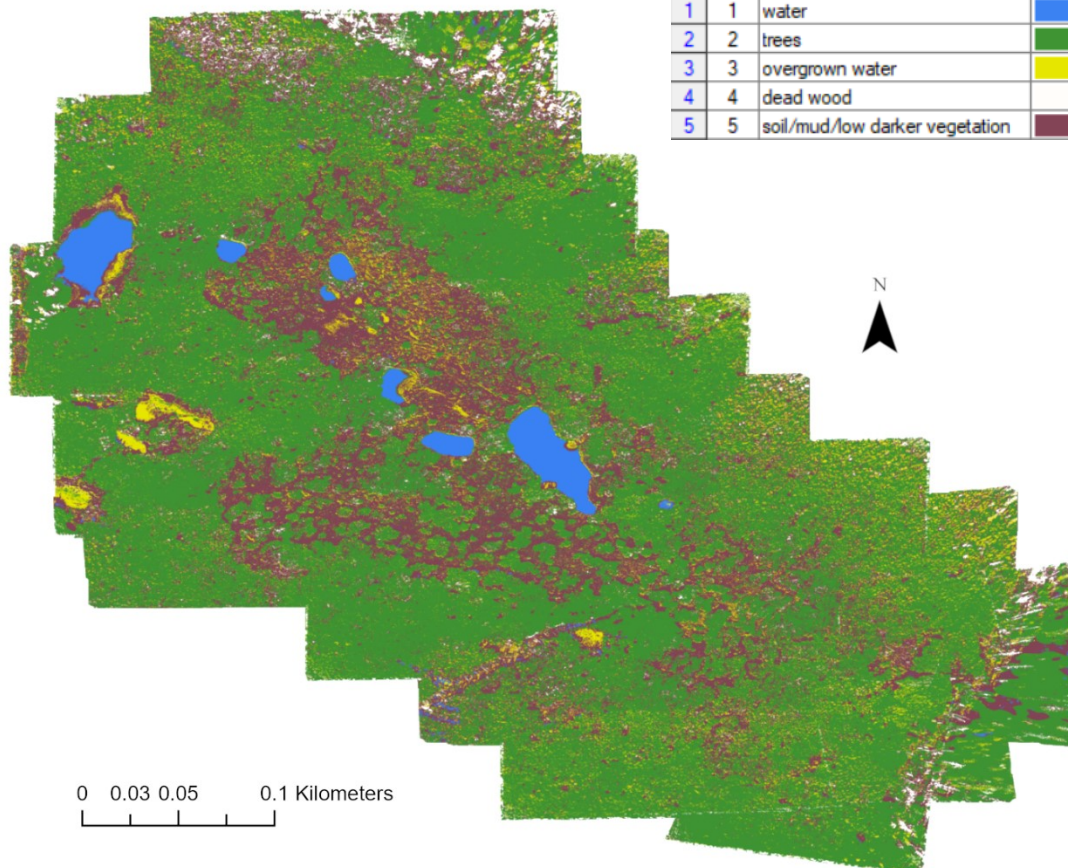 1 1 water
2 2 trees
3 3 overgrown water
4 4 dead wood
5 5 soil/mud/low darker vegetation
N
0 0.03 0.05 0.1 Kilometers